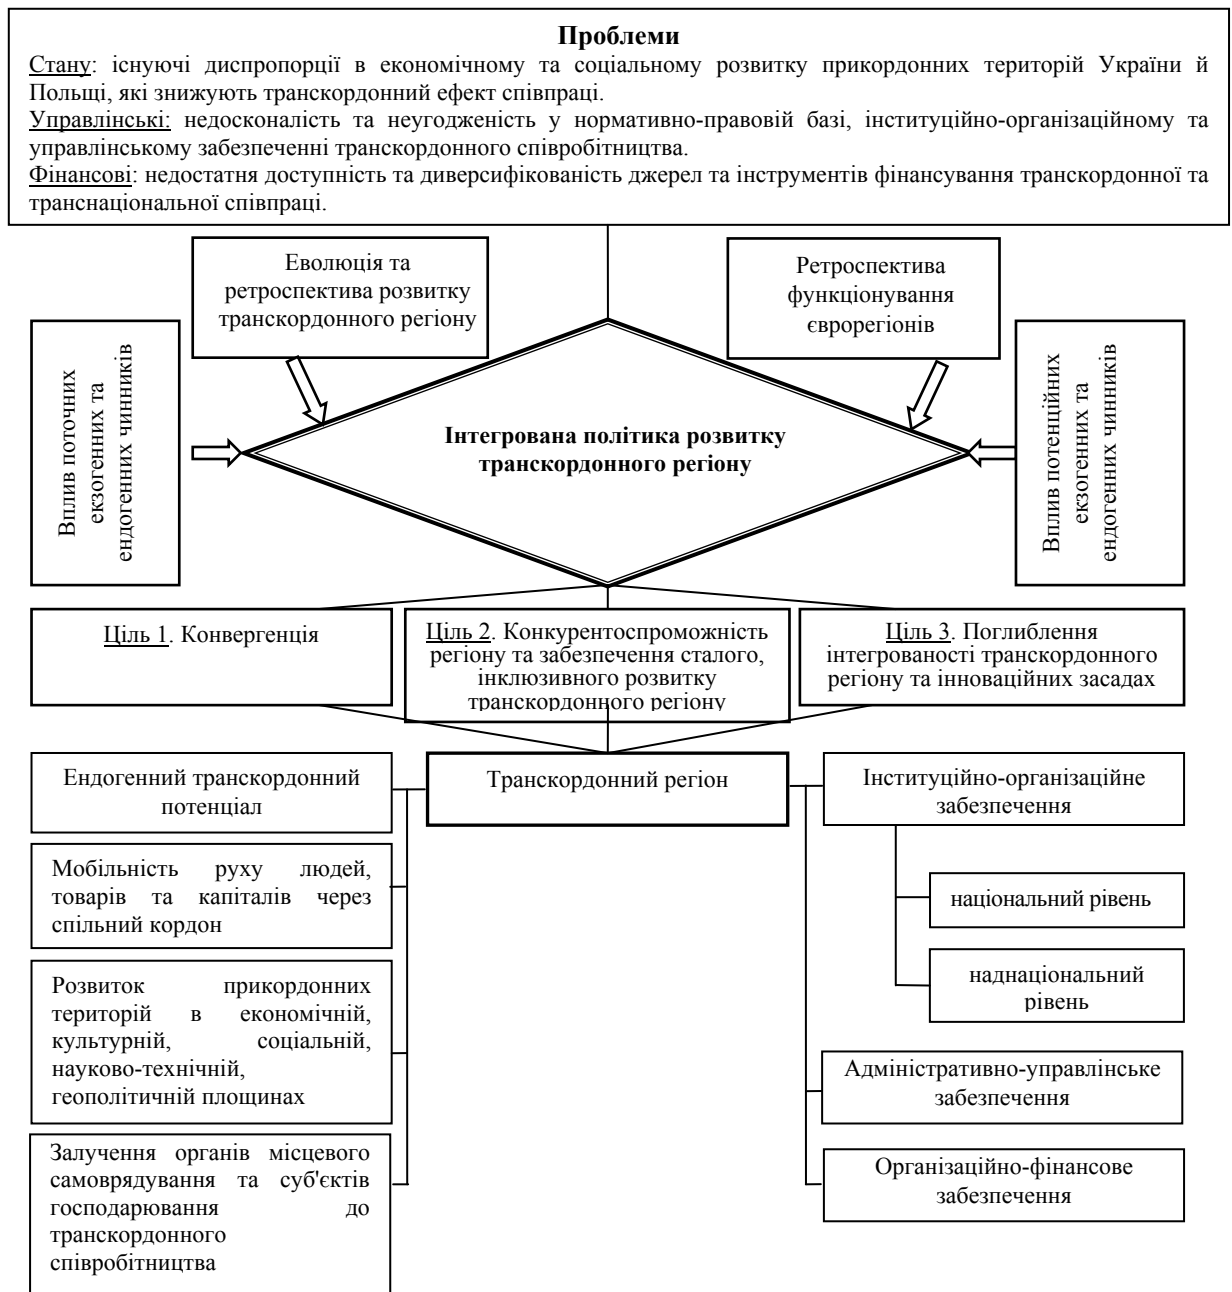 Проблеми
Стану: існуючі диспропорції в економічному та соціальному розвитку прикордонних територій України й
Польщі, які знижують транскордонний ефект співпраці.
Управлінські: недосконалість та неугодженість у нормативно-правовій базі, інституційно-організаційному та
управлінському забезпеченні транскордонного співробітництва.
Фінансові: недостатня доступність та диверсифікованість джерел та інструментів фінансування транскордонної та
транснаціональної співпраці.
Еволюція та
ретроспектива розвитку
транскордонного регіону
Ретроспектива
функціонування
єврорегіонів
Вплив поточних
екзогенних та
ендогенних чинників
Інтегрована політика розвитку
транскордонного регіону
Вплив потенційних
екзогенних та
ендогенних чинників
Ціль 1. Конвергенція
Ціль 2. Конкурентоспроможність
регіону та забезпечення сталого,
інклюзивного розвитку
транскордонного регіону
Ціль 3. Поглиблення
інтегрованості транскордонного
регіону та інноваційних засадах
Ендогенний транскордонний
потенціал
Транскордонний регіон
Інституційно-організаційне
забезпечення
Мобільність руху людей,
товарів та капіталів через
спільний кордон
національний рівень
Розвиток прикордонних
територій в економічній,
культурній, соціальній,
науково-технічній,
геополітичній площинах
наднаціональний
рівень
Адміністративно-управлінське
забезпечення
Залучення органів місцевого
самоврядування та суб'єктів
господарювання до
транскордонного
співробітництва
Організаційно-фінансове
забезпечення